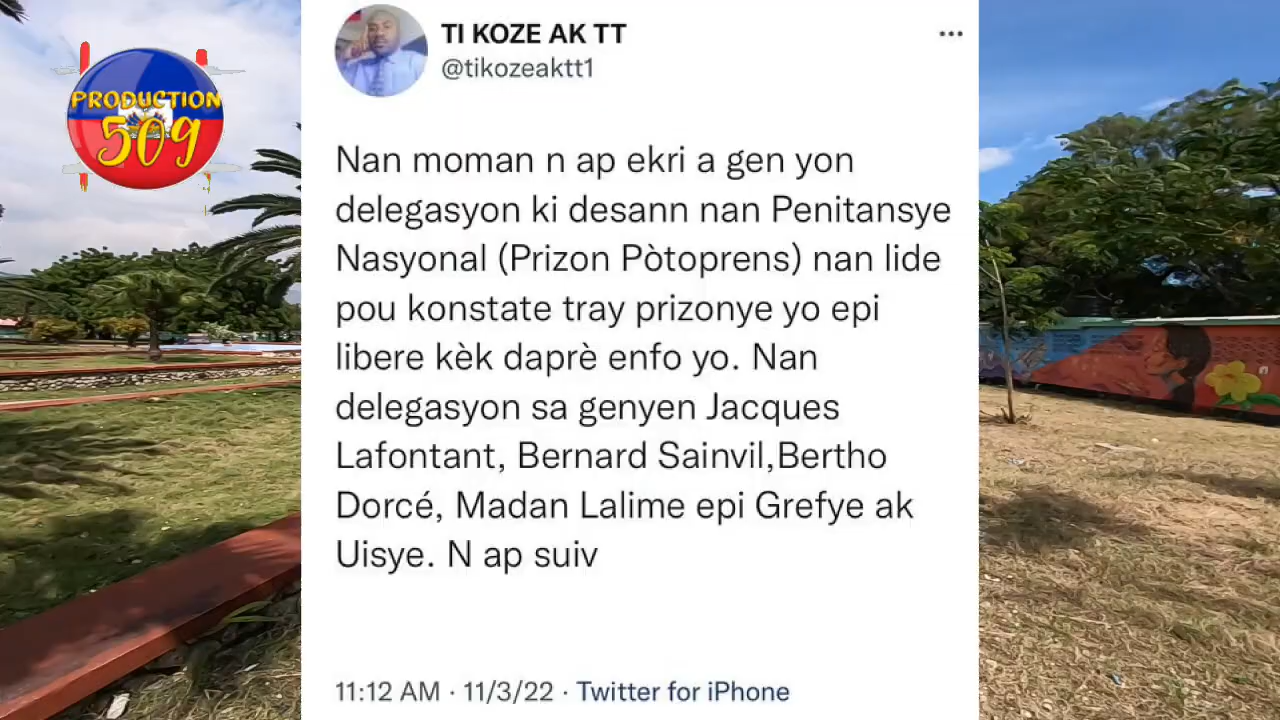 PRODUCTION
509
TI KOZE AK TT
@tikozeaktt1
Nan moman n ap ekri a gen yon
delegasyon ki desann nan Penitansye
Nasyonal (Prizon Pòtoprens) nan lide
pou konstate tray prizonye yo epi
libere kèk daprè enfo yo. Nan
delegasyon sa genyen Jacques
Lafontant, Bernard Sainvil,Bertho
Dorcé, Madan Lalime epi Grefye ak
Uisye. N ap suiv
11:12 AM · 11/3/22 · Twitter for iPhone